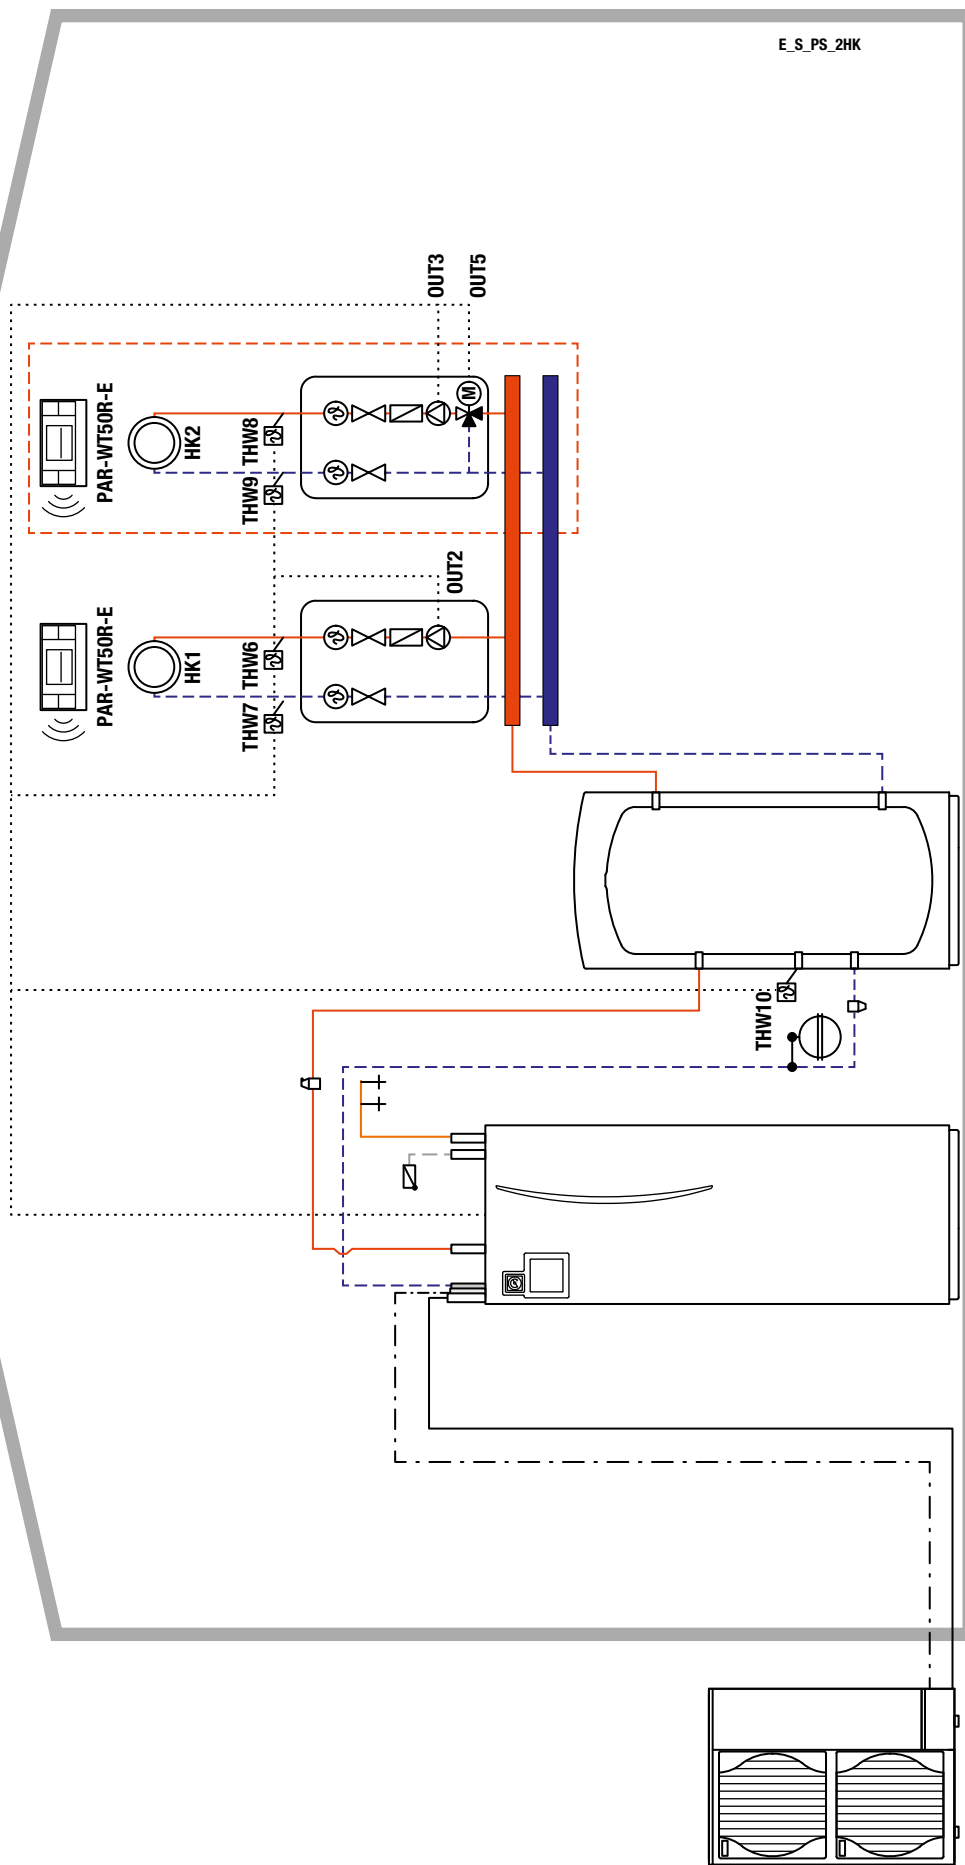 E_S_PS_2HK
OUT3
OUT5
PAR-WT50R-E
HK2
THW8
THW9
M
OUT2
PAR-WT50R-E
HK1
THW6
THW7
THW10